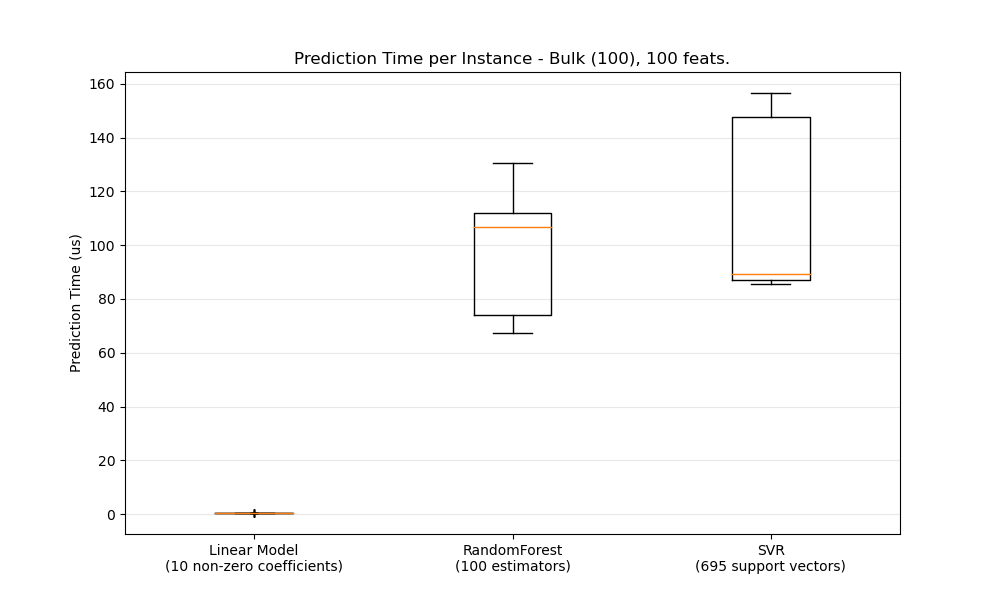 Prediction Time per Instance - Bulk (100), 100 feats.
160
140
120
100
80
60
40
20
0
Prediction Time (us)
Linear Model
(10 non-zero coefficients)
RandomForest
(100 estimators)
SVR
(695 support vectors)